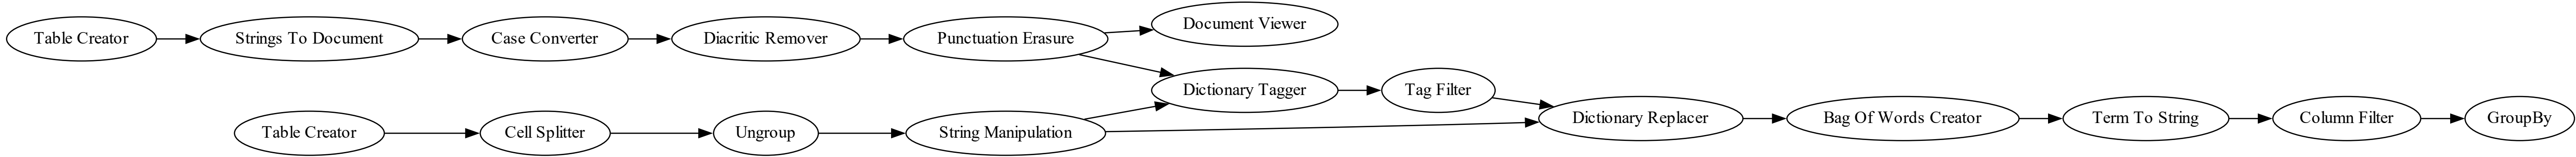 Table Creator
Strings To Document
Case Converter
Diacritic Remover
Punctuation Erasure
Document Viewer
Dictionary Tagger
Tag Filter
Table Creator
Cell Splitter
Ungroup
String Manipulation
Dictionary Replacer
Bag Of Words Creator
Term To String
Column Filter
GroupBy